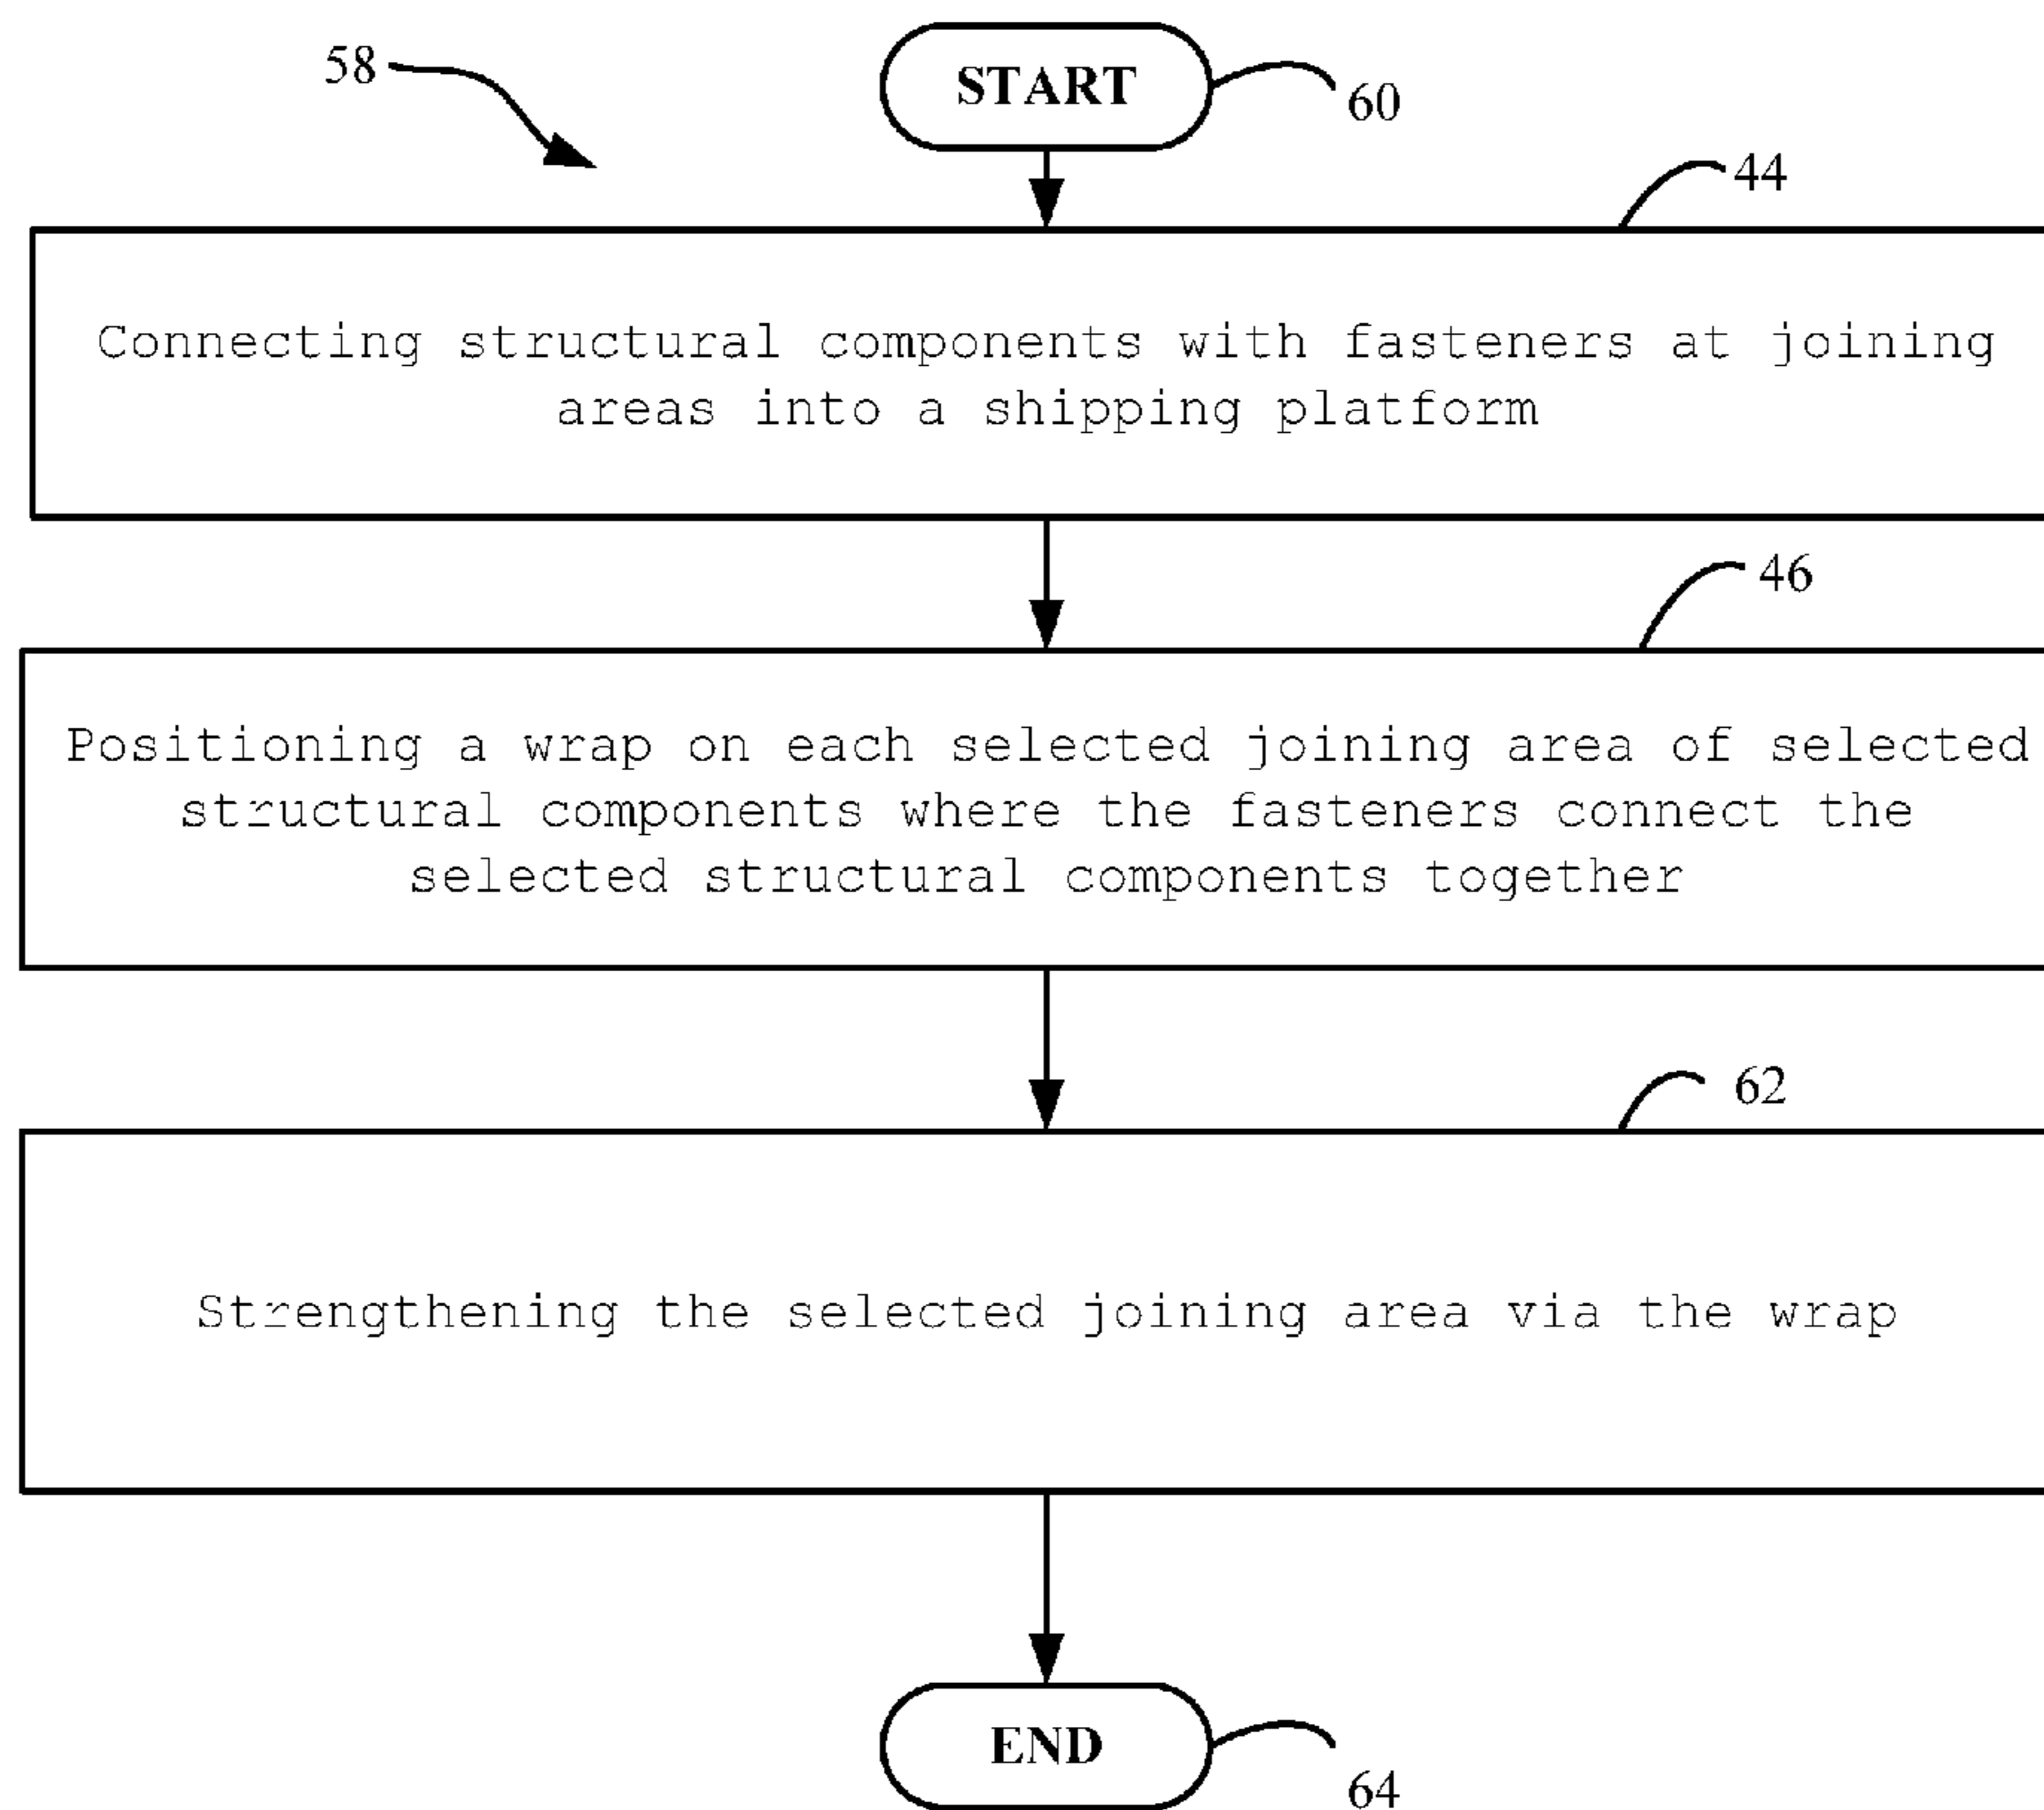 58
START
60
44
Connecting structural components with fasteners at joining
areas into a shipping platform
46
Positioning a wrap on each selected joining area of selected
structural components where the fasteners connect the
selected structural components together
62
Strengthening the selected joining area via the wrap
END
64